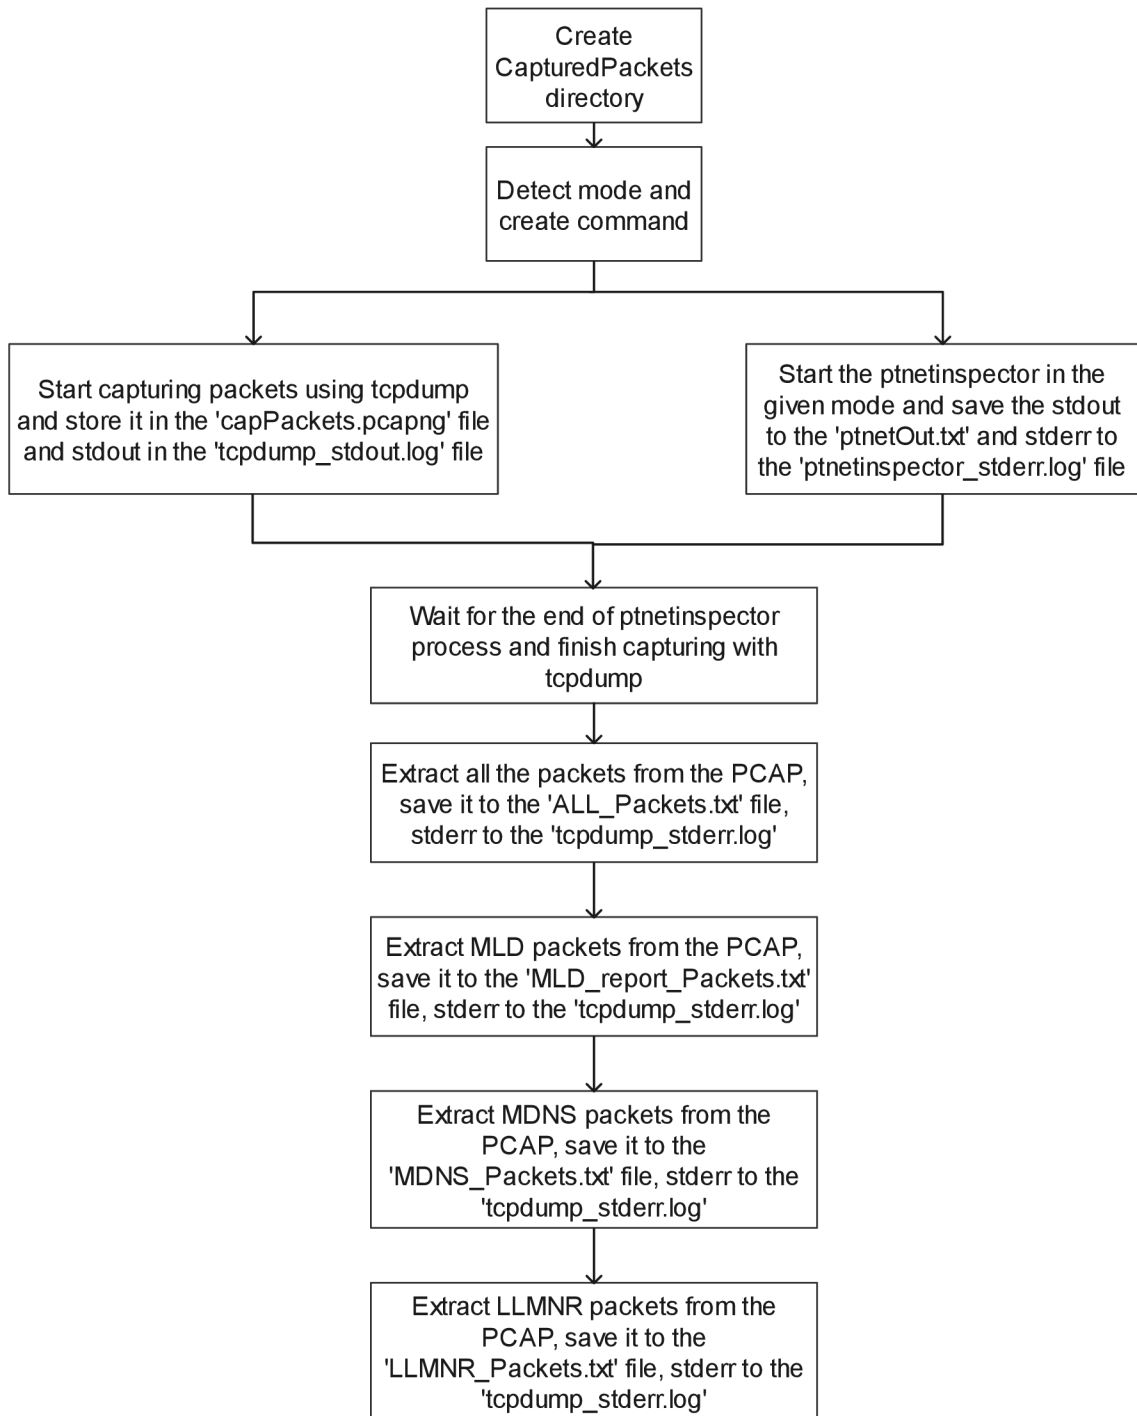 Create
CapturedPackets
directory
Detect mode and
create command
Start capturing packets using tcpdump
and store it in the 'capPackets.pcapng' file
and stdout in the 'tcpdump_stdout.log' file
Start the ptnetinspector in the
given mode and save the stdout
to the 'ptnetOut.txt' and stderr to
the 'ptnetinspector_stderr.log' file
Wait for the end of ptnetinspector
process and finish capturing with
tcpdump
Extract all the packets from the PCAP,
save it to the 'ALL_Packets.txt' file,
stderr to the 'tcpdump_stderr.log'
Extract MLD packets from the PCAP,
save it to the 'MLD_report_Packets.txt'
file, stderr to the 'tcpdump_stderr.log'
Extract MDNS packets from the
PCAP, save it to the
'MDNS_Packets.txt' file, stderr to the
'tcpdump_stderr.log'
Extract LLMNR packets from the
PCAP, save it to the
'LLMNR_Packets.txt' file, stderr to the
'tcpdump_stderr.log'